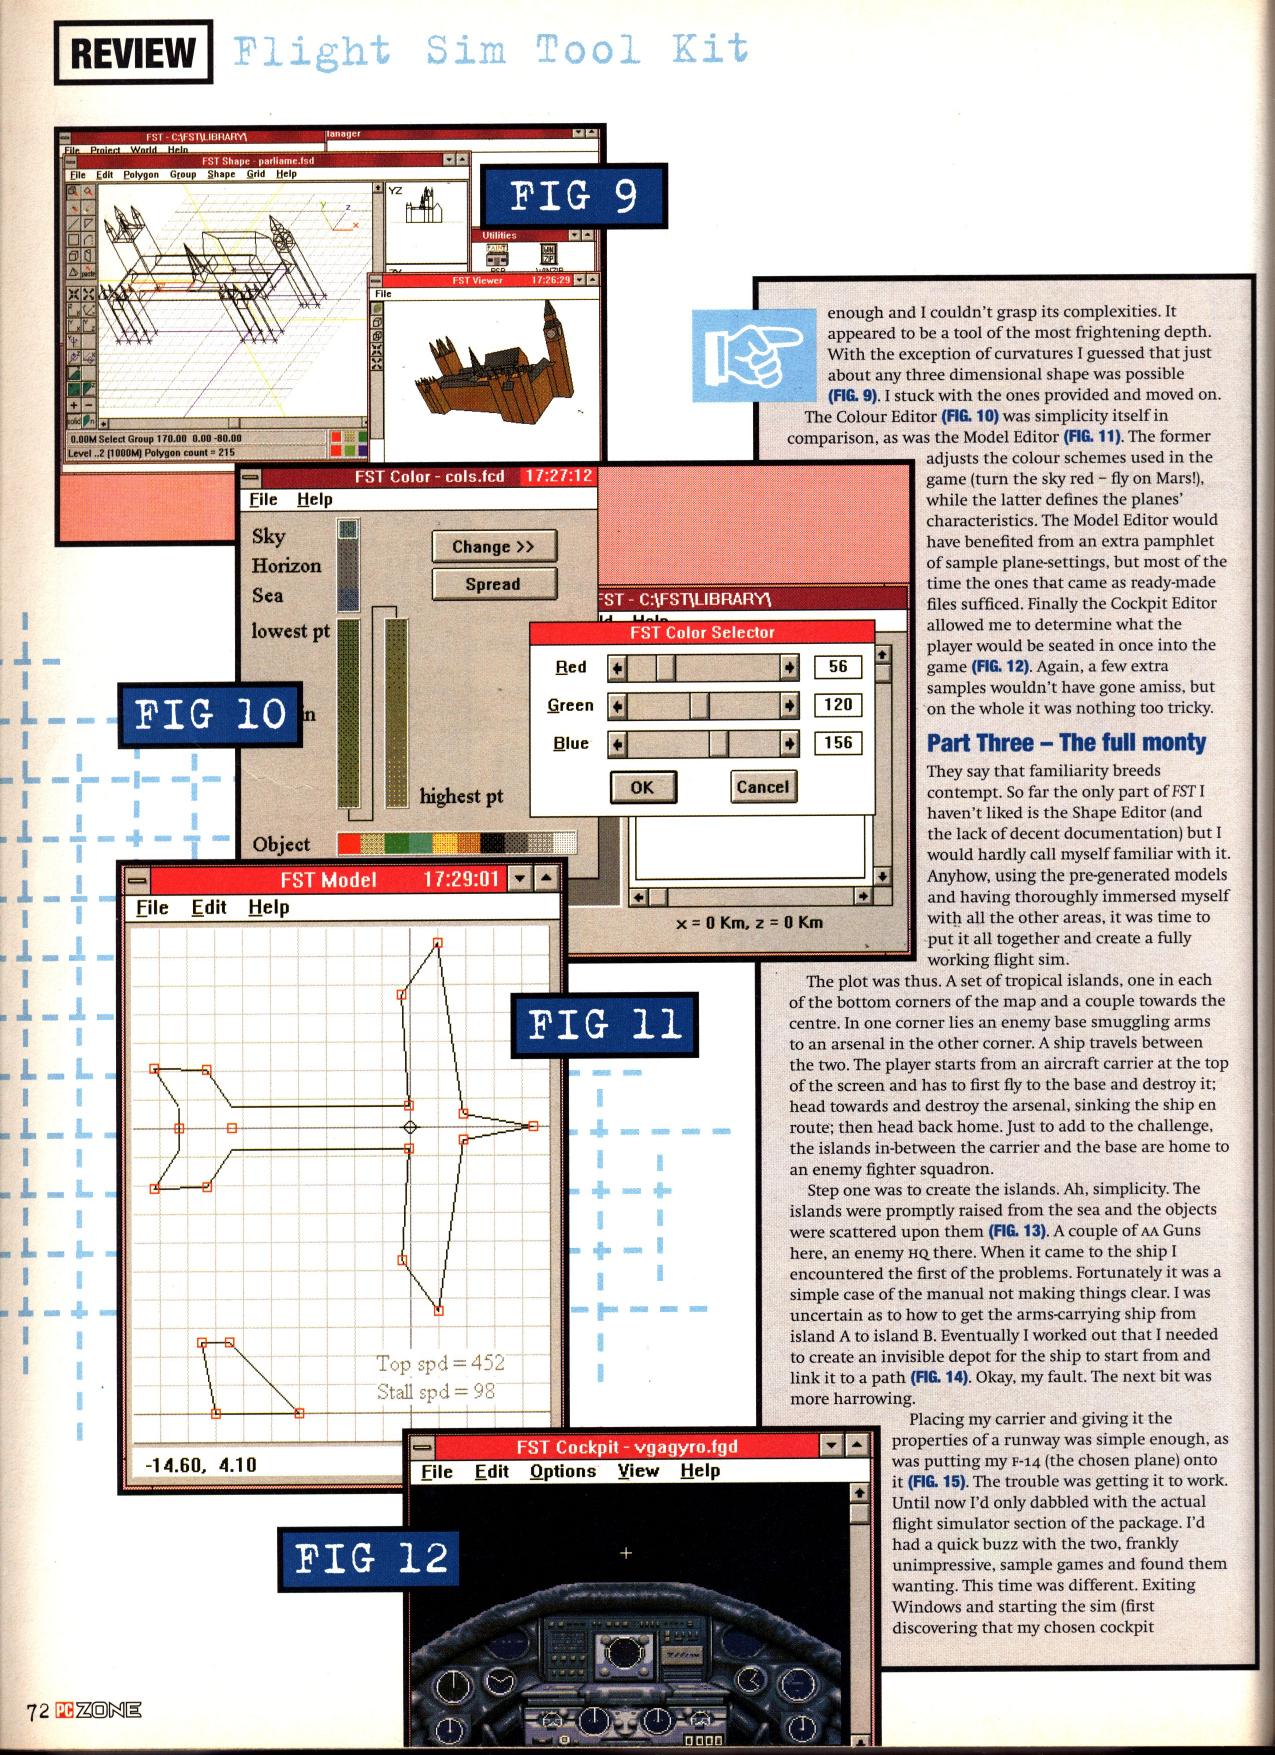 REVIEW Flight Sim Tool Kit
FST - C:\FST\LIBRARY\
File Project World Help
FST Shape - parliame.fsd
File Edit Polygon Group Shape Grid Help
YZ
y
z
x
Utilities
FST Viewer 17:26:29
File
0.00M Select Group 170.00 0.00 -80.00
Level ..2 (1000M) Polygon count = 215
FIG 9
FST Color - cols.fcd 17:27:12
File Help
Sky
Horizon
Sea
lowest pt
highest pt
Object
Change >>
Spread
FST - C:\FST\LIBRARY\
Help
FST Color Selector
Red 56
Green 120
Blue 156
OK Cancel
x = 0 Km, z = 0 Km
FIG 10
FST Model 17:29:01
File Edit Help
Top spd = 452
Stall spd = 98
-14.60, 4.10
FIG 11
FST Cockpit - vgagyro.fgd
File Edit Options View Help
FIG 12
enough and I couldn't grasp its complexities. It
appeared to be a tool of the most frightening depth.
With the exception of curvatures I guessed that just
about any three dimensional shape was possible
(FIG. 9). I stuck with the ones provided and moved on.
The Colour Editor (FIG. 10) was simplicity itself in
comparison, as was the Model Editor (FIG. 11). The former
adjusts the colour schemes used in the
game (turn the sky red – fly on Mars!),
while the latter defines the planes'
characteristics. The Model Editor would
have benefited from an extra pamphlet
of sample plane-settings, but most of the
time the ones that came as ready-made
files sufficed. Finally the Cockpit Editor
allowed me to determine what the
player would be seated in once into the
game (FIG. 12). Again, a few extra
samples wouldn't have gone amiss, but
on the whole it was nothing too tricky.
Part Three – The full monty
They say that familiarity breeds
contempt. So far the only part of FST I
haven't liked is the Shape Editor (and
the lack of decent documentation) but I
would hardly call myself familiar with it.
Anyhow, using the pre-generated models
and having thoroughly immersed myself
with all the other areas, it was time to
put it all together and create a fully
working flight sim.
The plot was thus. A set of tropical islands, one in each
of the bottom corners of the map and a couple towards the
centre. In one corner lies an enemy base smuggling arms
to an arsenal in the other corner. A ship travels between
the two. The player starts from an aircraft carrier at the top
of the screen and has to first fly to the base and destroy it;
head towards and destroy the arsenal, sinking the ship en
route; then head back home. Just to add to the challenge,
the islands in-between the carrier and the base are home to
an enemy fighter squadron.
Step one was to create the islands. Ah, simplicity. The
islands were promptly raised from the sea and the objects
were scattered upon them (FIG. 13). A couple of AA Guns
here, an enemy HQ there. When it came to the ship I
encountered the first of the problems. Fortunately it was a
simple case of the manual not making things clear. I was
uncertain as to how to get the arms-carrying ship from
island A to island B. Eventually I worked out that I needed
to create an invisible depot for the ship to start from and
link it to a path (FIG. 14). Okay, my fault. The next bit was
more harrowing.
Placing my carrier and giving it the
properties of a runway was simple enough, as
was putting my F-14 (the chosen plane) onto
it (FIG. 15). The trouble was getting it to work.
Until now I'd only dabbled with the actual
flight simulator section of the package. I'd
had a quick buzz with the two, frankly
unimpressive, sample games and found them
wanting. This time was different. Exiting
Windows and starting the sim (first
discovering that my chosen cockpit
72 PC ZONE